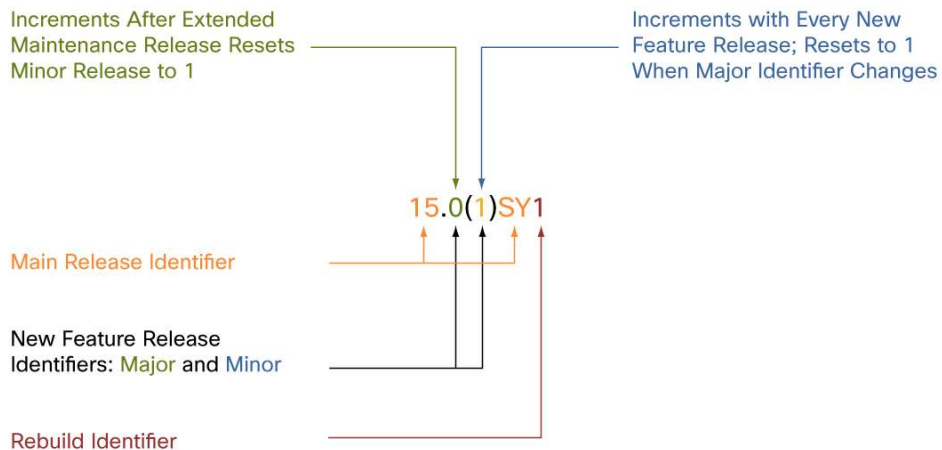 Increments After Extended
Maintenance Release Resets
Minor Release to 1
Increments with Every New
Feature Release; Resets to 1
When Major Identifier Changes
15.0(1)SY1
Main Release Identifier
New Feature Release
Identifiers: Major and Minor
Rebuild Identifier